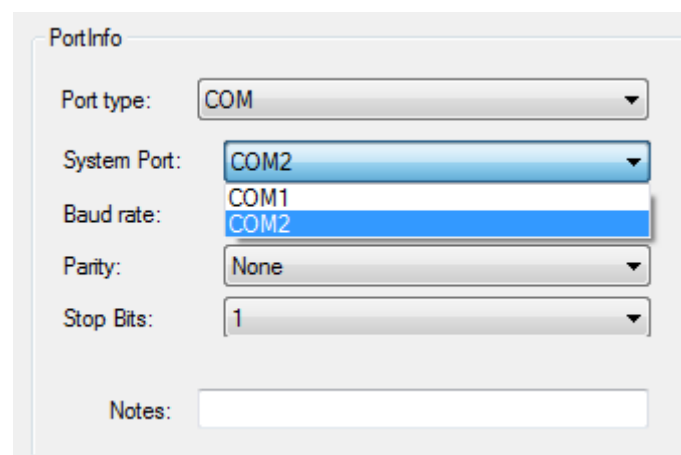 PortInfo
Port type: COM
System Port: COM2
COM1
Baud rate: COM2
Parity: None
Stop Bits: 1
Notes: